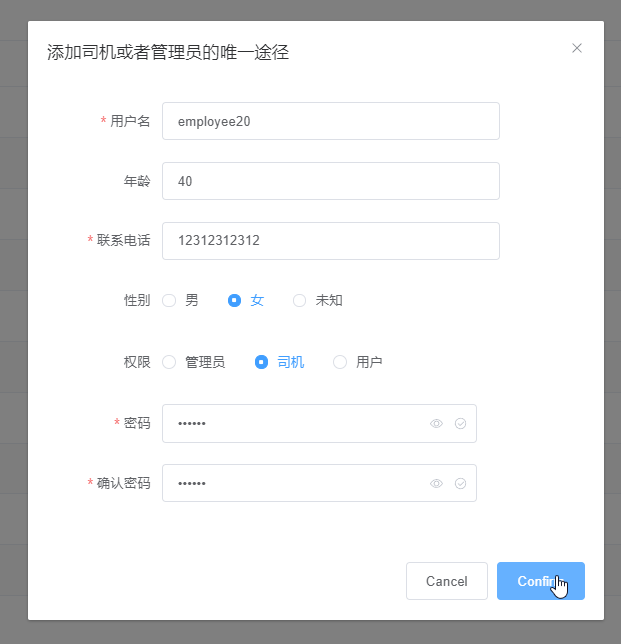 添加司机或者管理员的唯一途径
* 用户名 employee20
年龄 40
* 联系电话 12312312312
性别 男 女 未知
权限 管理员 司机 用户
* 密码 ••••••
* 确认密码 ••••••
Cancel Confirm